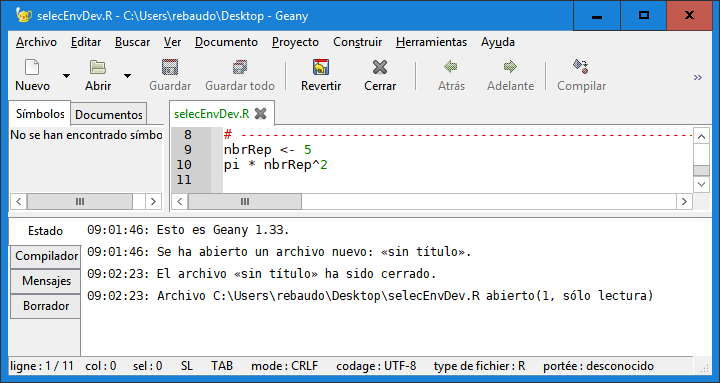 selecEnvDev.R - C:\Users\rebaudo\Desktop - Geany
Archivo Editar Buscar Ver Documento Proyecto Construir Herramientas Ayuda
Nuevo Abrir Guardar Guardar todo Revertir Cerrar Atrás Adelante Compilar
Símbolos Documentos
selecEnvDev.R
No se han encontrado símbo
8 # --------------------------------------------------------
9 nbrRep <- 5
10 pi * nbrRep^2
11
Estado
Compilador
Mensajes
Borrador
09:01:46: Esto es Geany 1.33.
09:01:46: Se ha abierto un archivo nuevo: «sin título».
09:02:23: El archivo «sin título» ha sido cerrado.
09:02:23: Archivo C:\Users\rebaudo\Desktop\selecEnvDev.R abierto(1, sólo lectura)
ligne : 1 / 11 col : 0 sel : 0 SL TAB mode : CRLF codage : UTF-8 type de fichier : R portée : desconocido